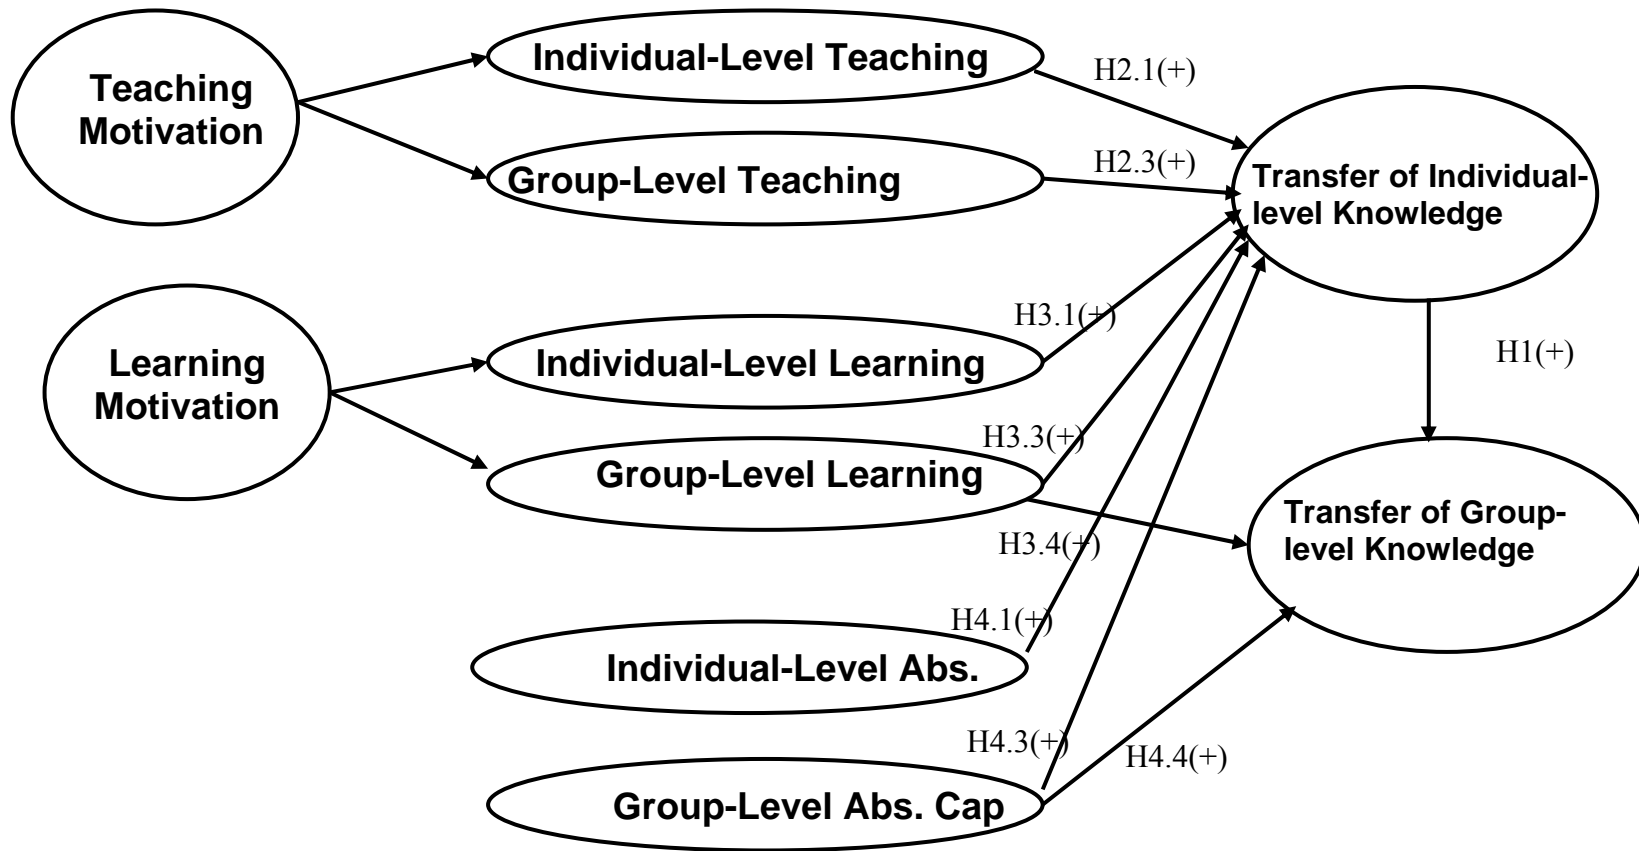 Individual-Level Teaching
H2.1(+)
Teaching
Motivation
H2.3(+)
Group-Level Teaching
Transfer of Individual-
level Knowledge
H3.1(+)
Learning
Motivation
Individual-Level Learning
H1(+)
H3.3(+)
Group-Level Learning
Transfer of Group-
level Knowledge
H3.4(+)
H4.1(+)
Individual-Level Abs.
H4.3(+)
H4.4(+)
Group-Level Abs. Cap